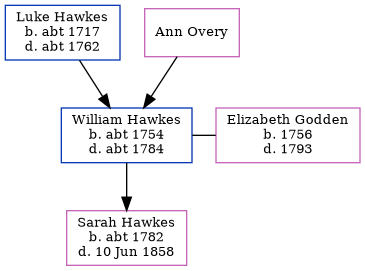 Luke Hawkes
b. abt 1717
d. abt 1762
Ann Overy
William Hawkes
b. abt 1754
d. abt 1784
Elizabeth Godden
b. 1756
d. 1793
Sarah Hawkes
b. abt 1782
d. 10 Jun 1858